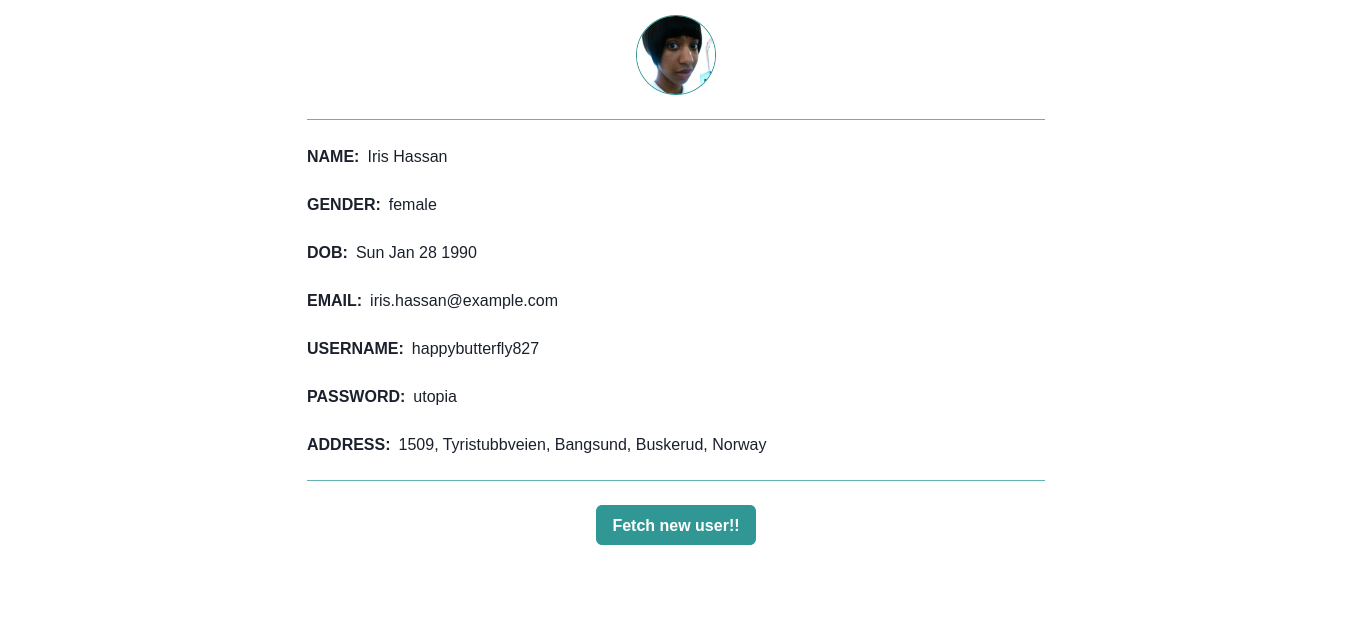 NAME: Iris Hassan
GENDER: female
DOB: Sun Jan 28 1990
EMAIL: iris.hassan@example.com
USERNAME: happybutterfly827
PASSWORD: utopia
ADDRESS: 1509, Tyristubbveien, Bangsund, Buskerud, Norway
Fetch new user!!